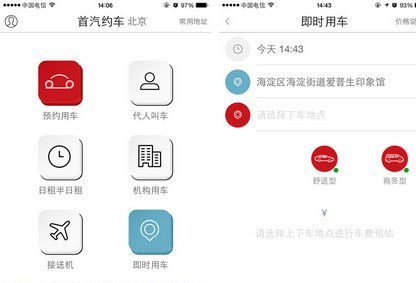 中国电信 14:06 97%
首汽约车 北京 常用地址
预约用车 代人叫车
日租半日租 机构用车
接送机 即时用车
中国电信 14:43 93%
即时用车 价格
今天 14:43
海淀区海淀街道爱普生印象馆
请选择下车地点
舒适型 商务型
¥
请选择上下车地点进行车费预估